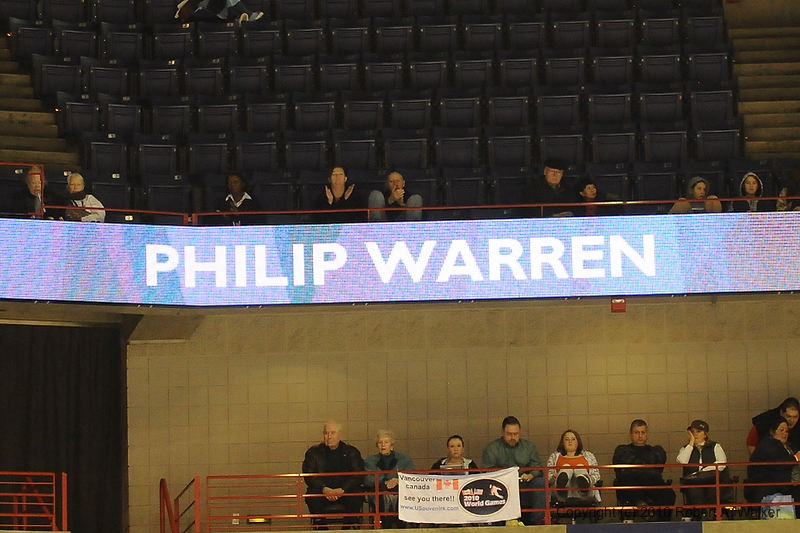 PHILIP WARREN
Vancouver
canada
see you there!!
www.USouvenirs.com
2010
World Games
Copyright (c) 2010 Robert A. Walker